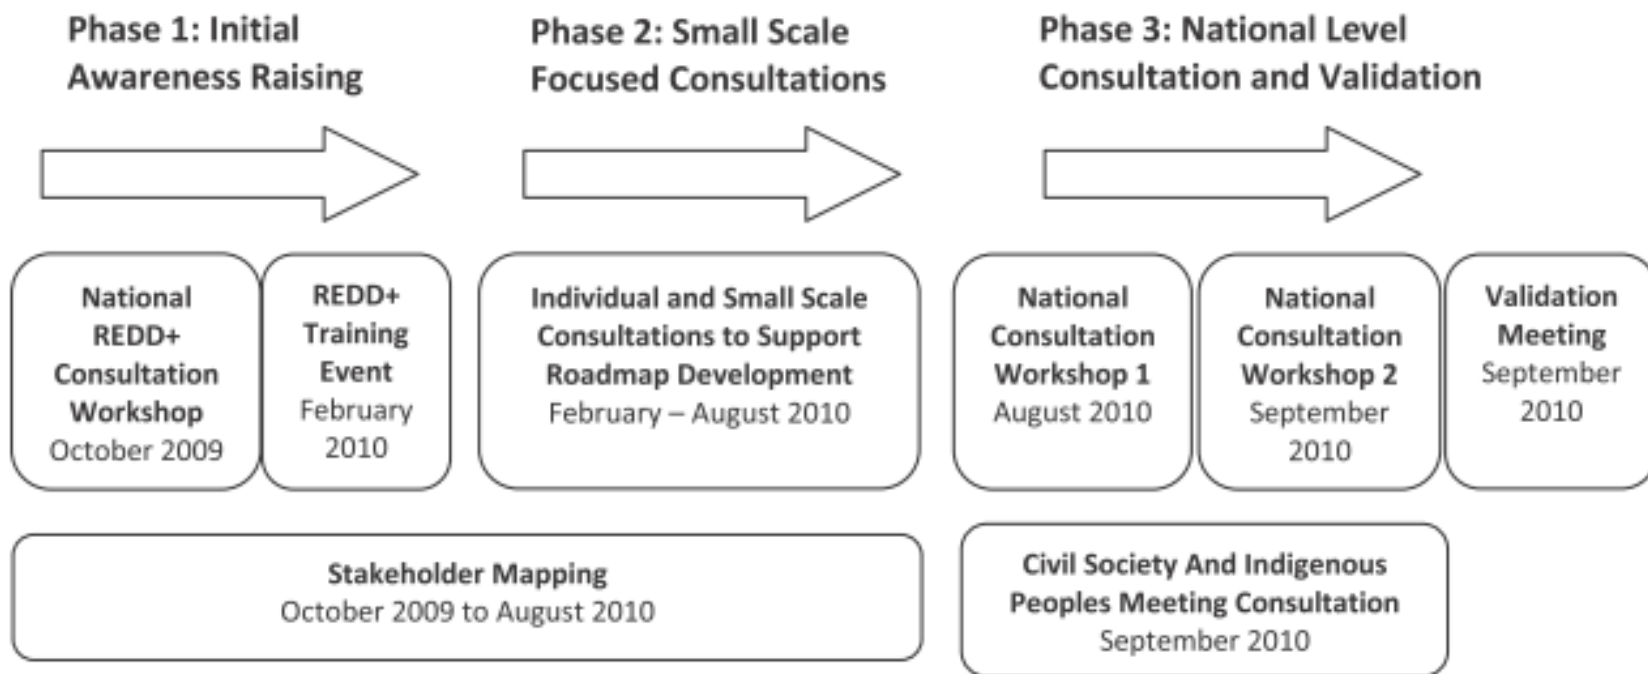 Phase 1: Initial
Awareness Raising
Phase 2: Small Scale
Focused Consultations
Phase 3: National Level
Consultation and Validation
National
REDD+
Consultation
Workshop
October 2009
REDD+
Training
Event
February
2010
Individual and Small Scale
Consultations to Support
Roadmap Development
February – August 2010
National
Consultation
Workshop 1
August 2010
National
Consultation
Workshop 2
September
2010
Validation
Meeting
September
2010
Stakeholder Mapping
October 2009 to August 2010
Civil Society And Indigenous
Peoples Meeting Consultation
September 2010